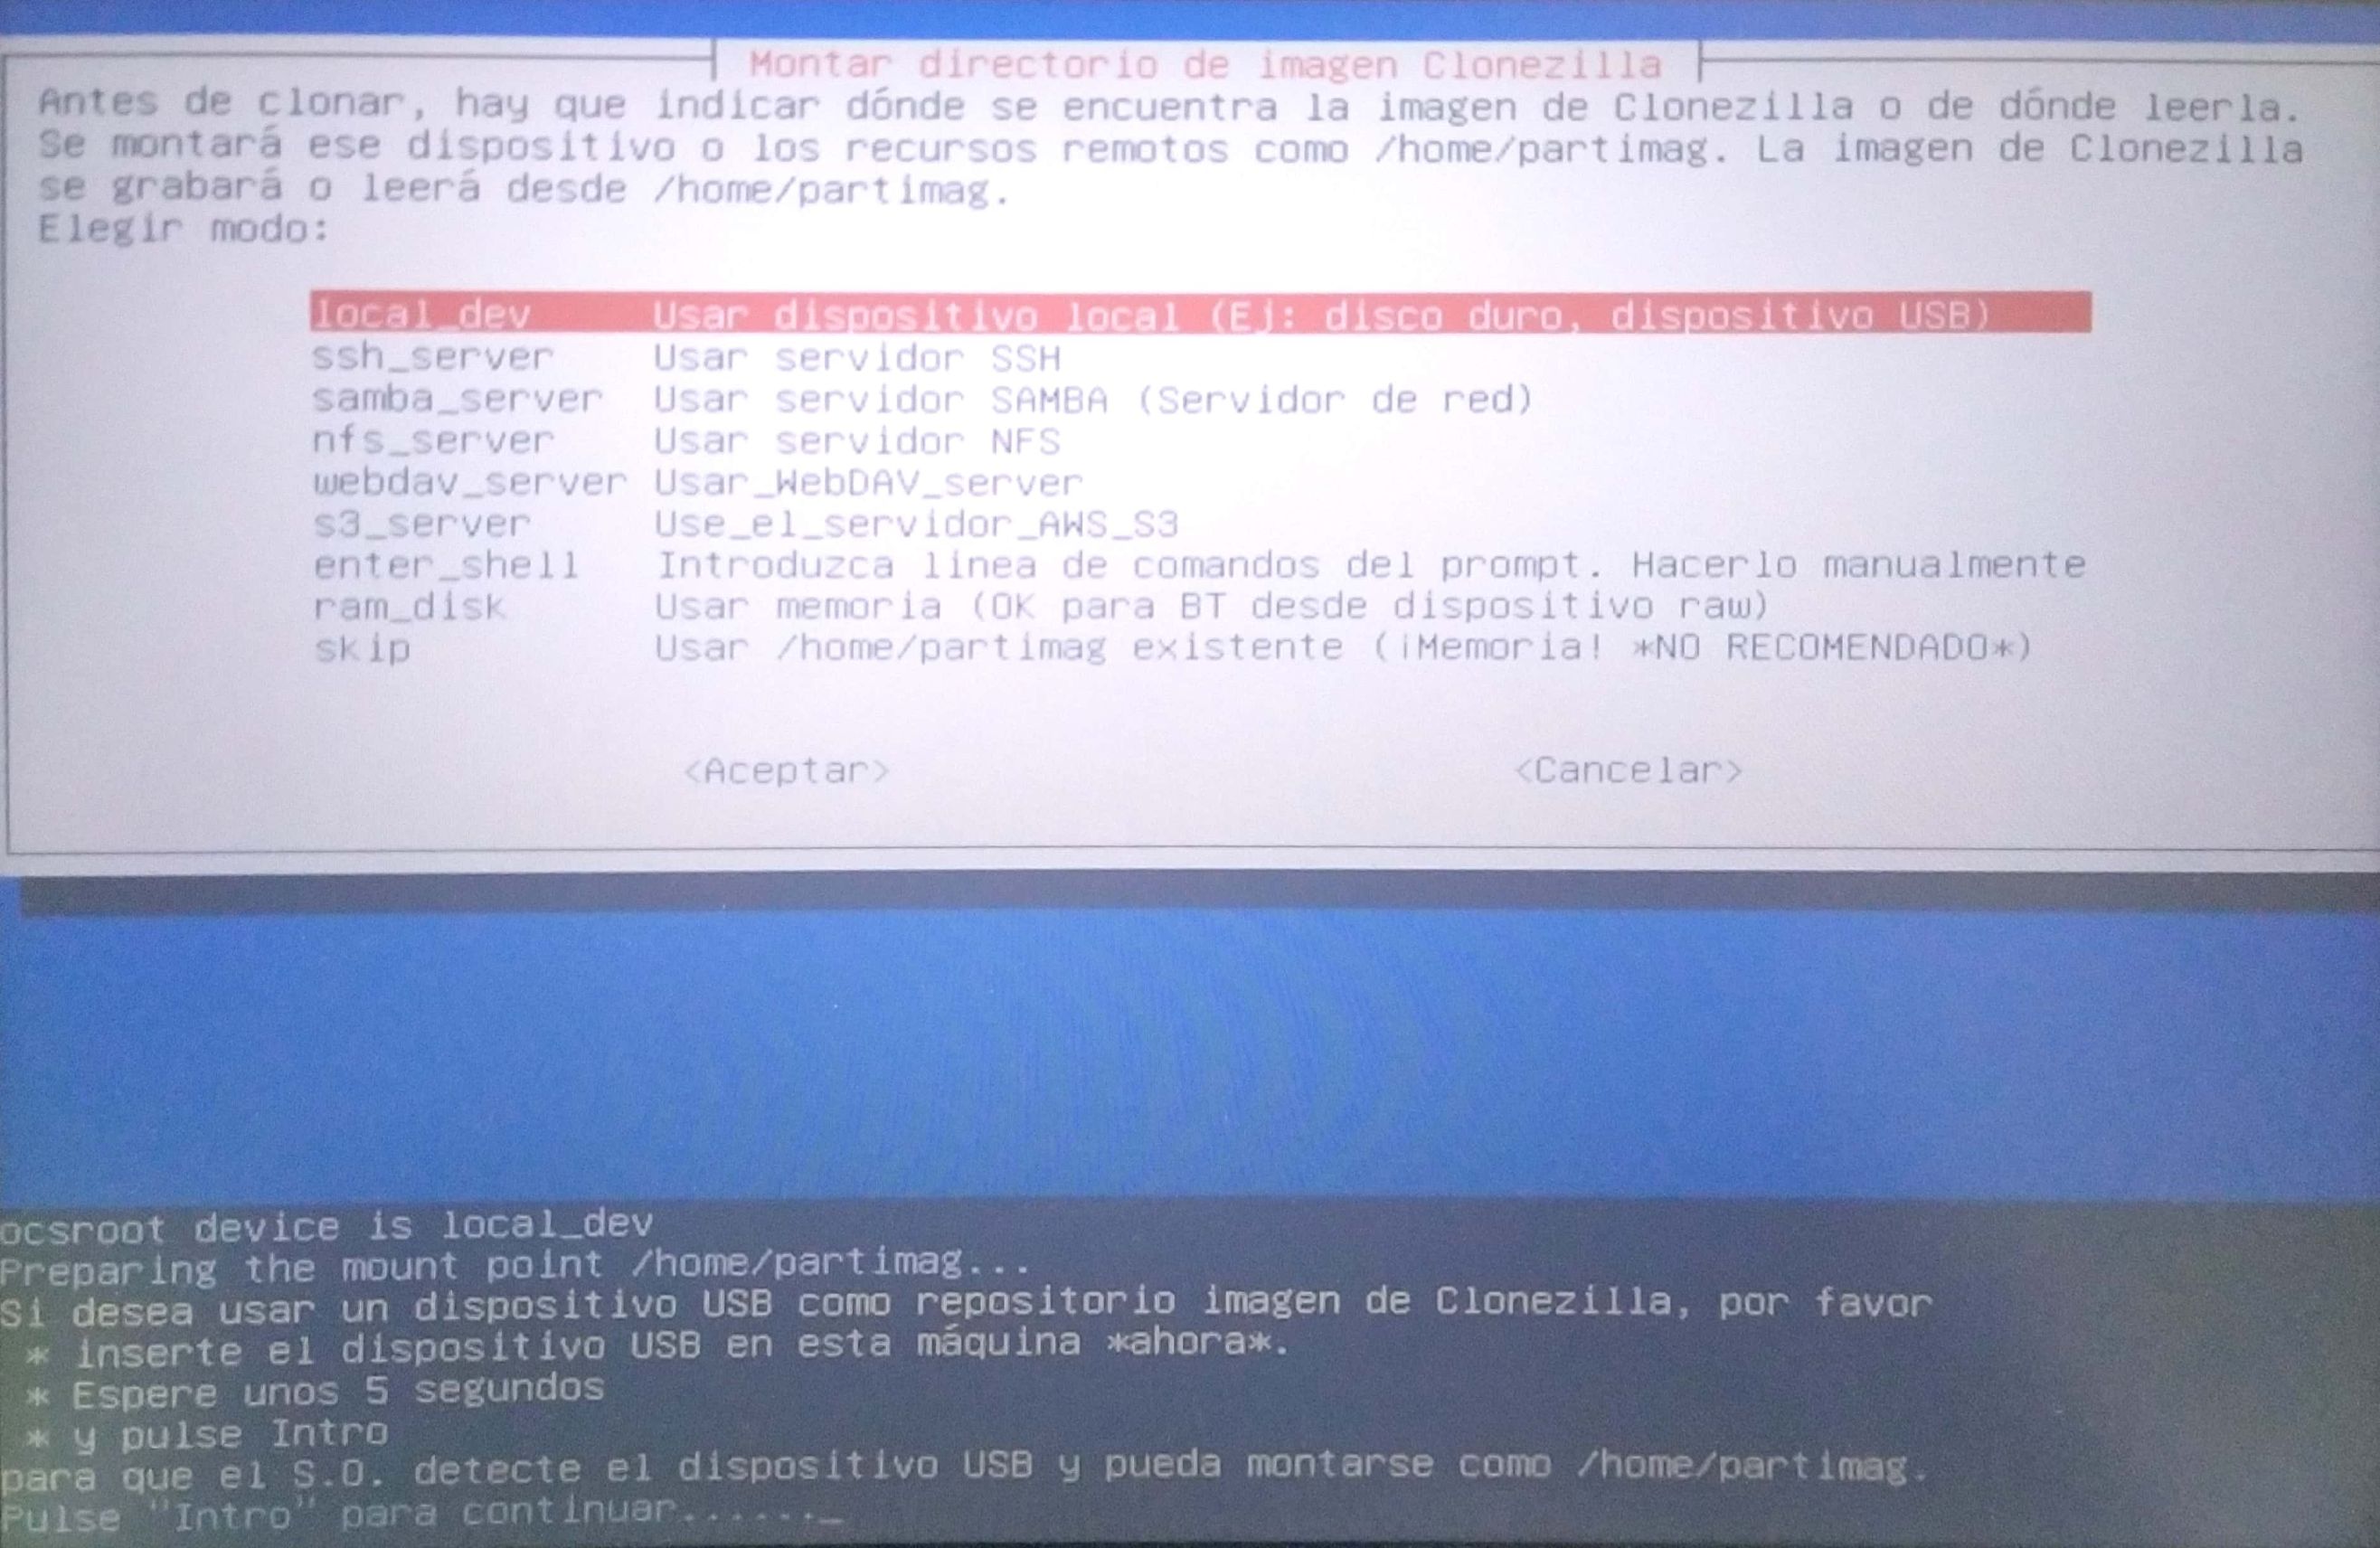 Montar directorio de imagen Clonezilla
Antes de clonar, hay que indicar dónde se encuentra la imagen de Clonezilla o de dónde leerla.
Se montará ese dispositivo o los recursos remotos como /home/partimag. La imagen de Clonezilla
se grabará o leerá desde /home/partimag.
Elegir modo:
local_dev Usar dispositivo local (Ej: disco duro, dispositivo USB)
ssh_server Usar servidor SSH
samba_server Usar servidor SAMBA (Servidor de red)
nfs_server Usar servidor NFS
webdav_server Usar_WebDAV_server
s3_server Use_el_servidor_AWS_S3
enter_shell Introduzca línea de comandos del prompt. Hacerlo manualmente
ram_disk Usar memoria (OK para BT desde dispositivo raw)
skip Usar /home/partimag existente (¡Memoria! *NO RECOMENDADO*)
<Aceptar> <Cancelar>
ocsroot device is local_dev
Preparing the mount point /home/partimag...
Si desea usar un dispositivo USB como repositorio imagen de Clonezilla, por favor
* inserte el dispositivo USB en esta máquina *ahora*.
* Espere unos 5 segundos
* y pulse Intro
para que el S.O. detecte el dispositivo USB y pueda montarse como /home/partimag.
Pulse "Intro" para continuar......_